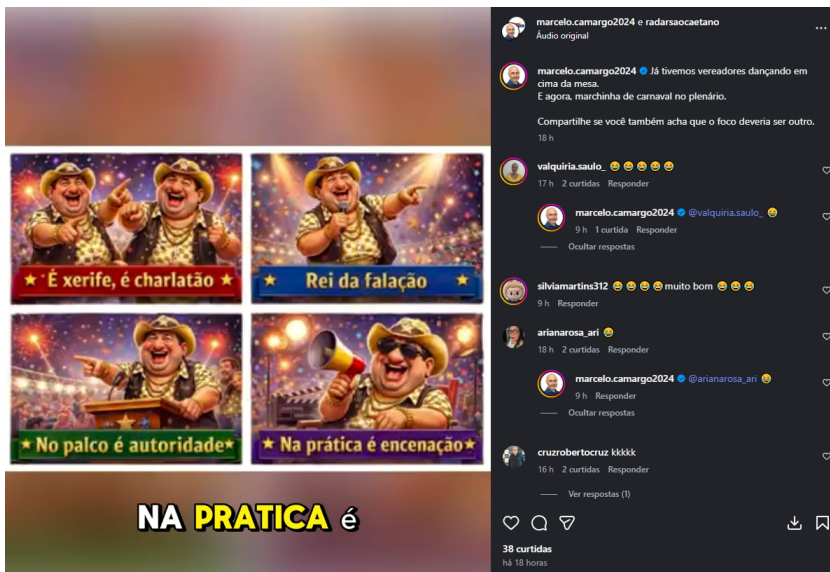 É xerife, é charlatão
Rei da falação
No palco é autoridade
Na prática é encenação
NA PRATICA é
marcelo.camargo2024 e radarsaocaetano
Áudio original
marcelo.camargo2024 Já tivemos vereadores dançando em
cima da mesa.
E agora, marchinha de carnaval no plenário.
Compartilhe se você também acha que o foco deveria ser outro.
18 h
valquiria.saulo_ 😂😂😂😂😂
17 h 2 curtidas Responder
marcelo.camargo2024 @valquiria.saulo_ 😂
9 h 1 curtida Responder
Ocultar respostas
silviamartins312 😂😂😂😂muito bom 😂😂😂
9 h Responder
arianarosa_ari 😂
18 h 2 curtidas Responder
marcelo.camargo2024 @arianarosa_ari 😂
9 h Responder
Ocultar respostas
cruzrobertocruz kkkkk
16 h 2 curtidas Responder
Ver respostas (1)
38 curtidas
há 18 horas